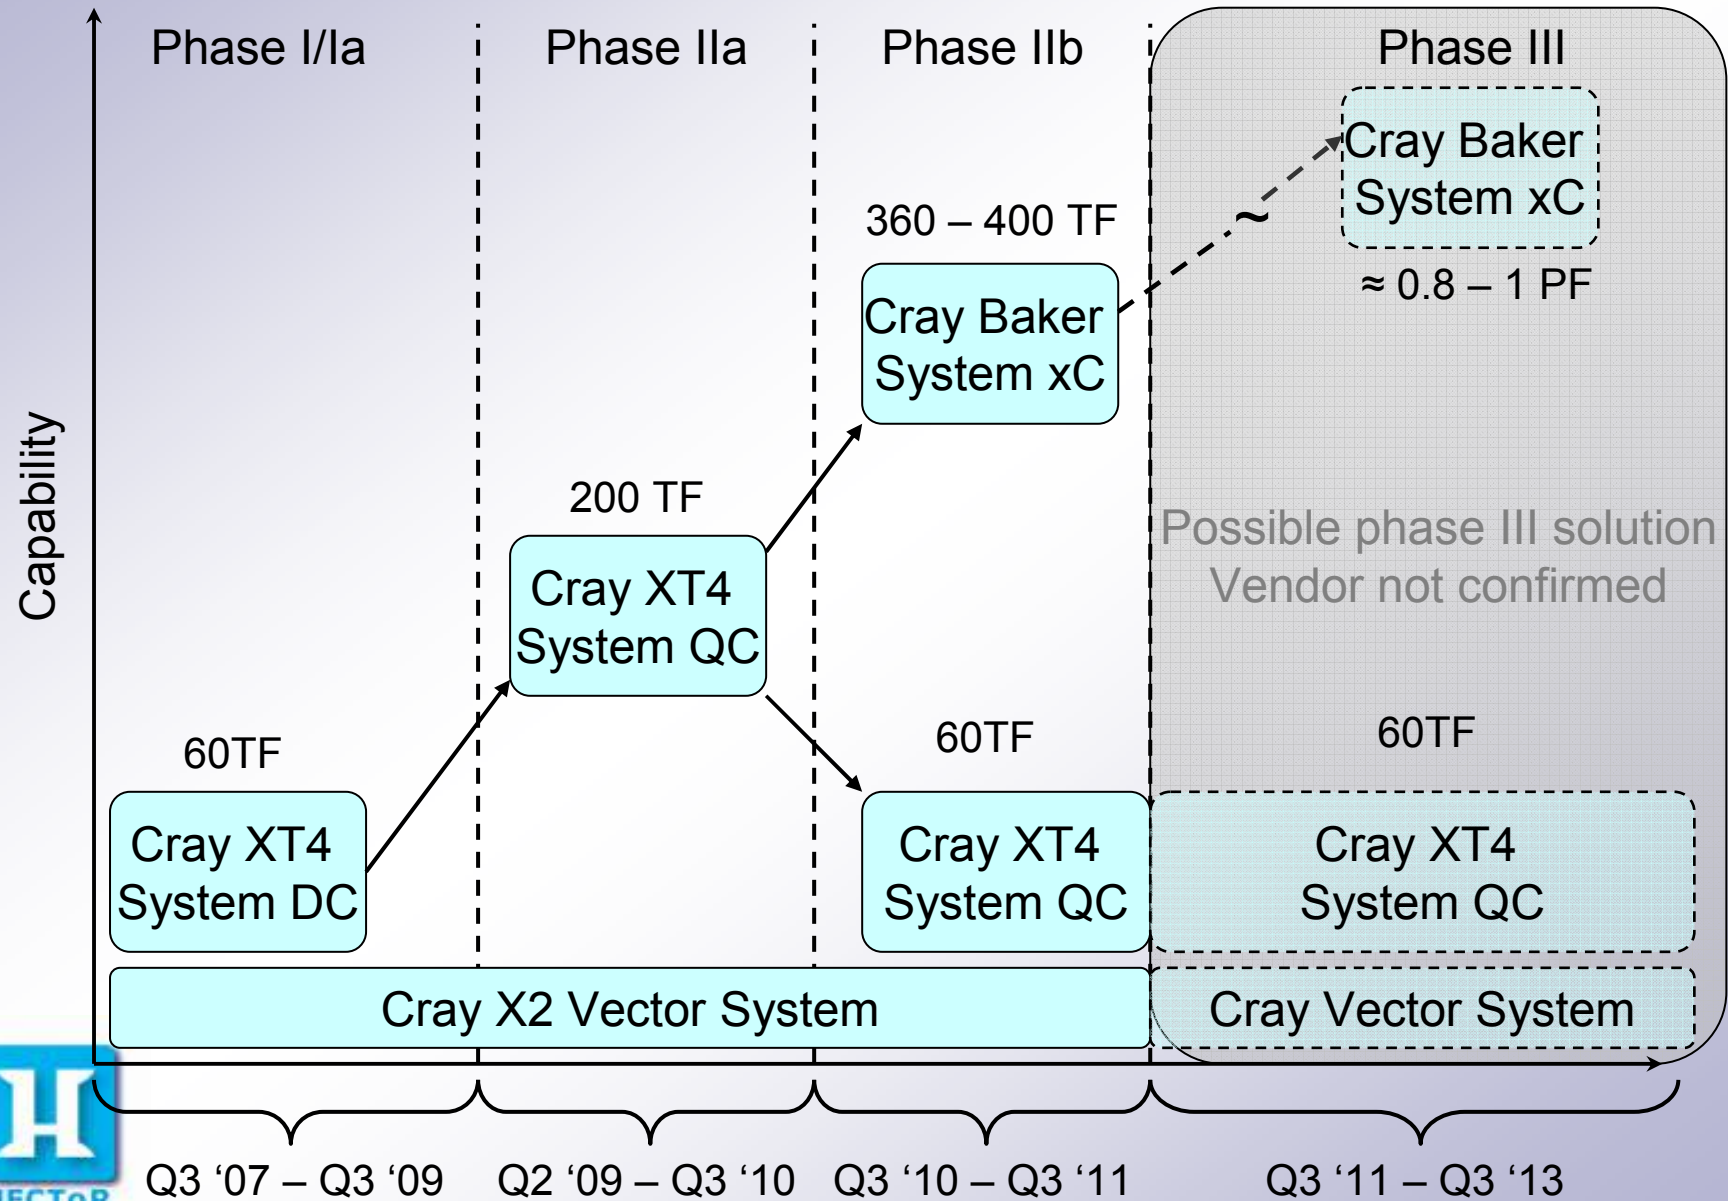 Phase I/Ia
Phase IIa
Phase IIb
Phase III
Cray Baker
System xC
≈ 0.8 – 1 PF
360 – 400 TF
Cray Baker
System xC
~
Capability
200 TF
Cray XT4
System QC
Possible phase III solution
Vendor not confirmed
60TF
Cray XT4
System DC
60TF
Cray XT4
System QC
60TF
Cray XT4
System QC
Cray X2 Vector System
Cray Vector System
H
Q3 ‘07 – Q3 ‘09
Q2 ‘09 – Q3 ‘10
Q3 ‘10 – Q3 ‘11
Q3 ‘11 – Q3 ‘13